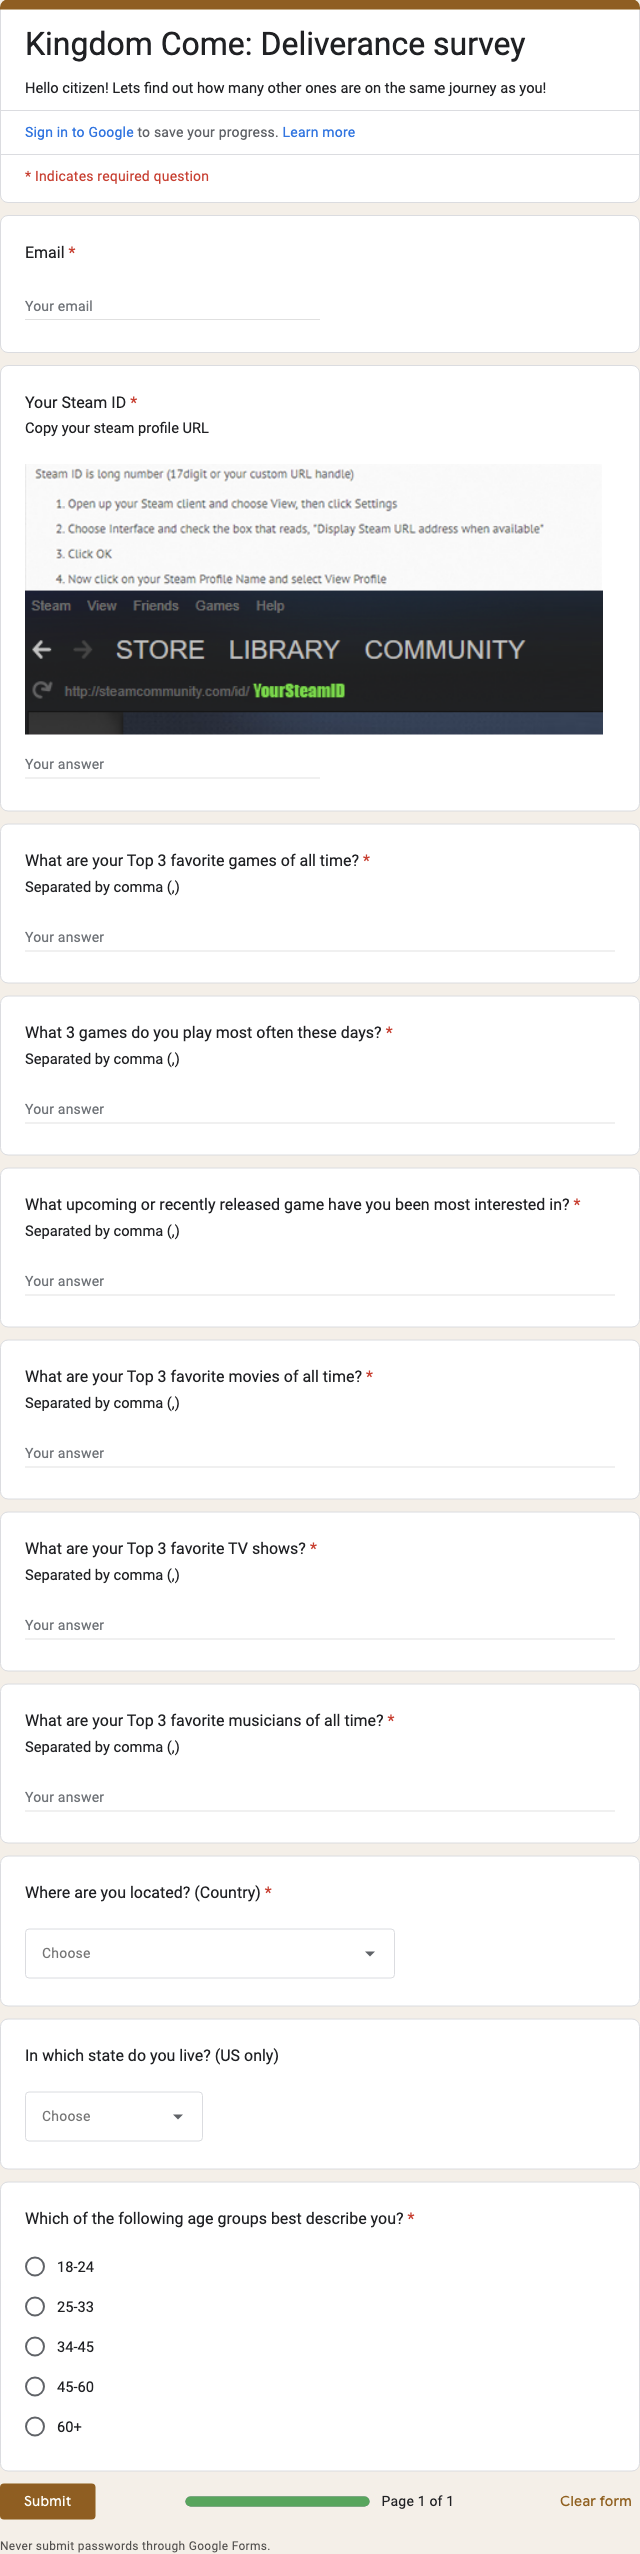 Kingdom Come: Deliverance survey
Hello citizen! Lets find out how many other ones are on the same journey as you!
Sign in to Google to save your progress. Learn more
* Indicates required question
Email *
Your email
Your Steam ID *
Copy your steam profile URL
Steam ID is long number (17digit or your custom URL handle)
1. Open up your Steam client and choose View, then click Settings
2. Choose Interface and check the box that reads, "Display Steam URL address when available"
3. Click OK
4. Now click on your Steam Profile Name and select View Profile
Steam View Friends Games Help
STORE LIBRARY COMMUNITY
http://steamcommunity.com/id/ YourSteamID
Your answer
What are your Top 3 favorite games of all time? *
Separated by comma (,)
Your answer
What 3 games do you play most often these days? *
Separated by comma (,)
Your answer
What upcoming or recently released game have you been most interested in? *
Separated by comma (,)
Your answer
What are your Top 3 favorite movies of all time? *
Separated by comma (,)
Your answer
What are your Top 3 favorite TV shows? *
Separated by comma (,)
Your answer
What are your Top 3 favorite musicians of all time? *
Separated by comma (,)
Your answer
Where are you located? (Country) *
Choose
In which state do you live? (US only)
Choose
Which of the following age groups best describe you? *
18-24
25-33
34-45
45-60
60+
Submit Page 1 of 1 Clear form
Never submit passwords through Google Forms.